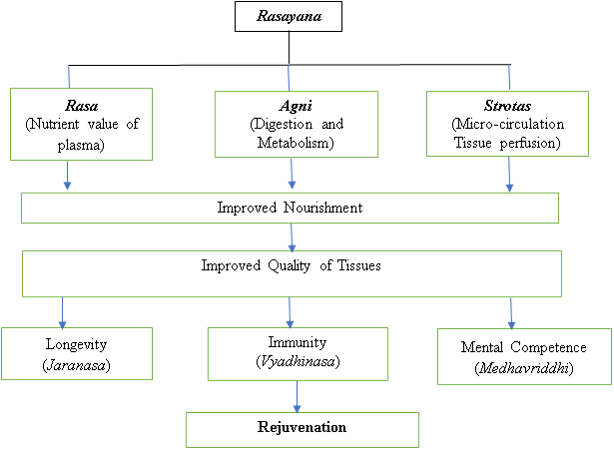 Rasayana
Rasa
(Nutrient value of
plasma)
Agni
(Digestion and
Metabolism)
Strotas
(Micro-circulation
Tissue perfusion)
Improved Nourishment
Improved Quality of Tissues
Longevity
(Jaranasa)
Immunity
(Vyadhinasa)
Mental Competence
(Medhavriddhi)
Rejuvenation